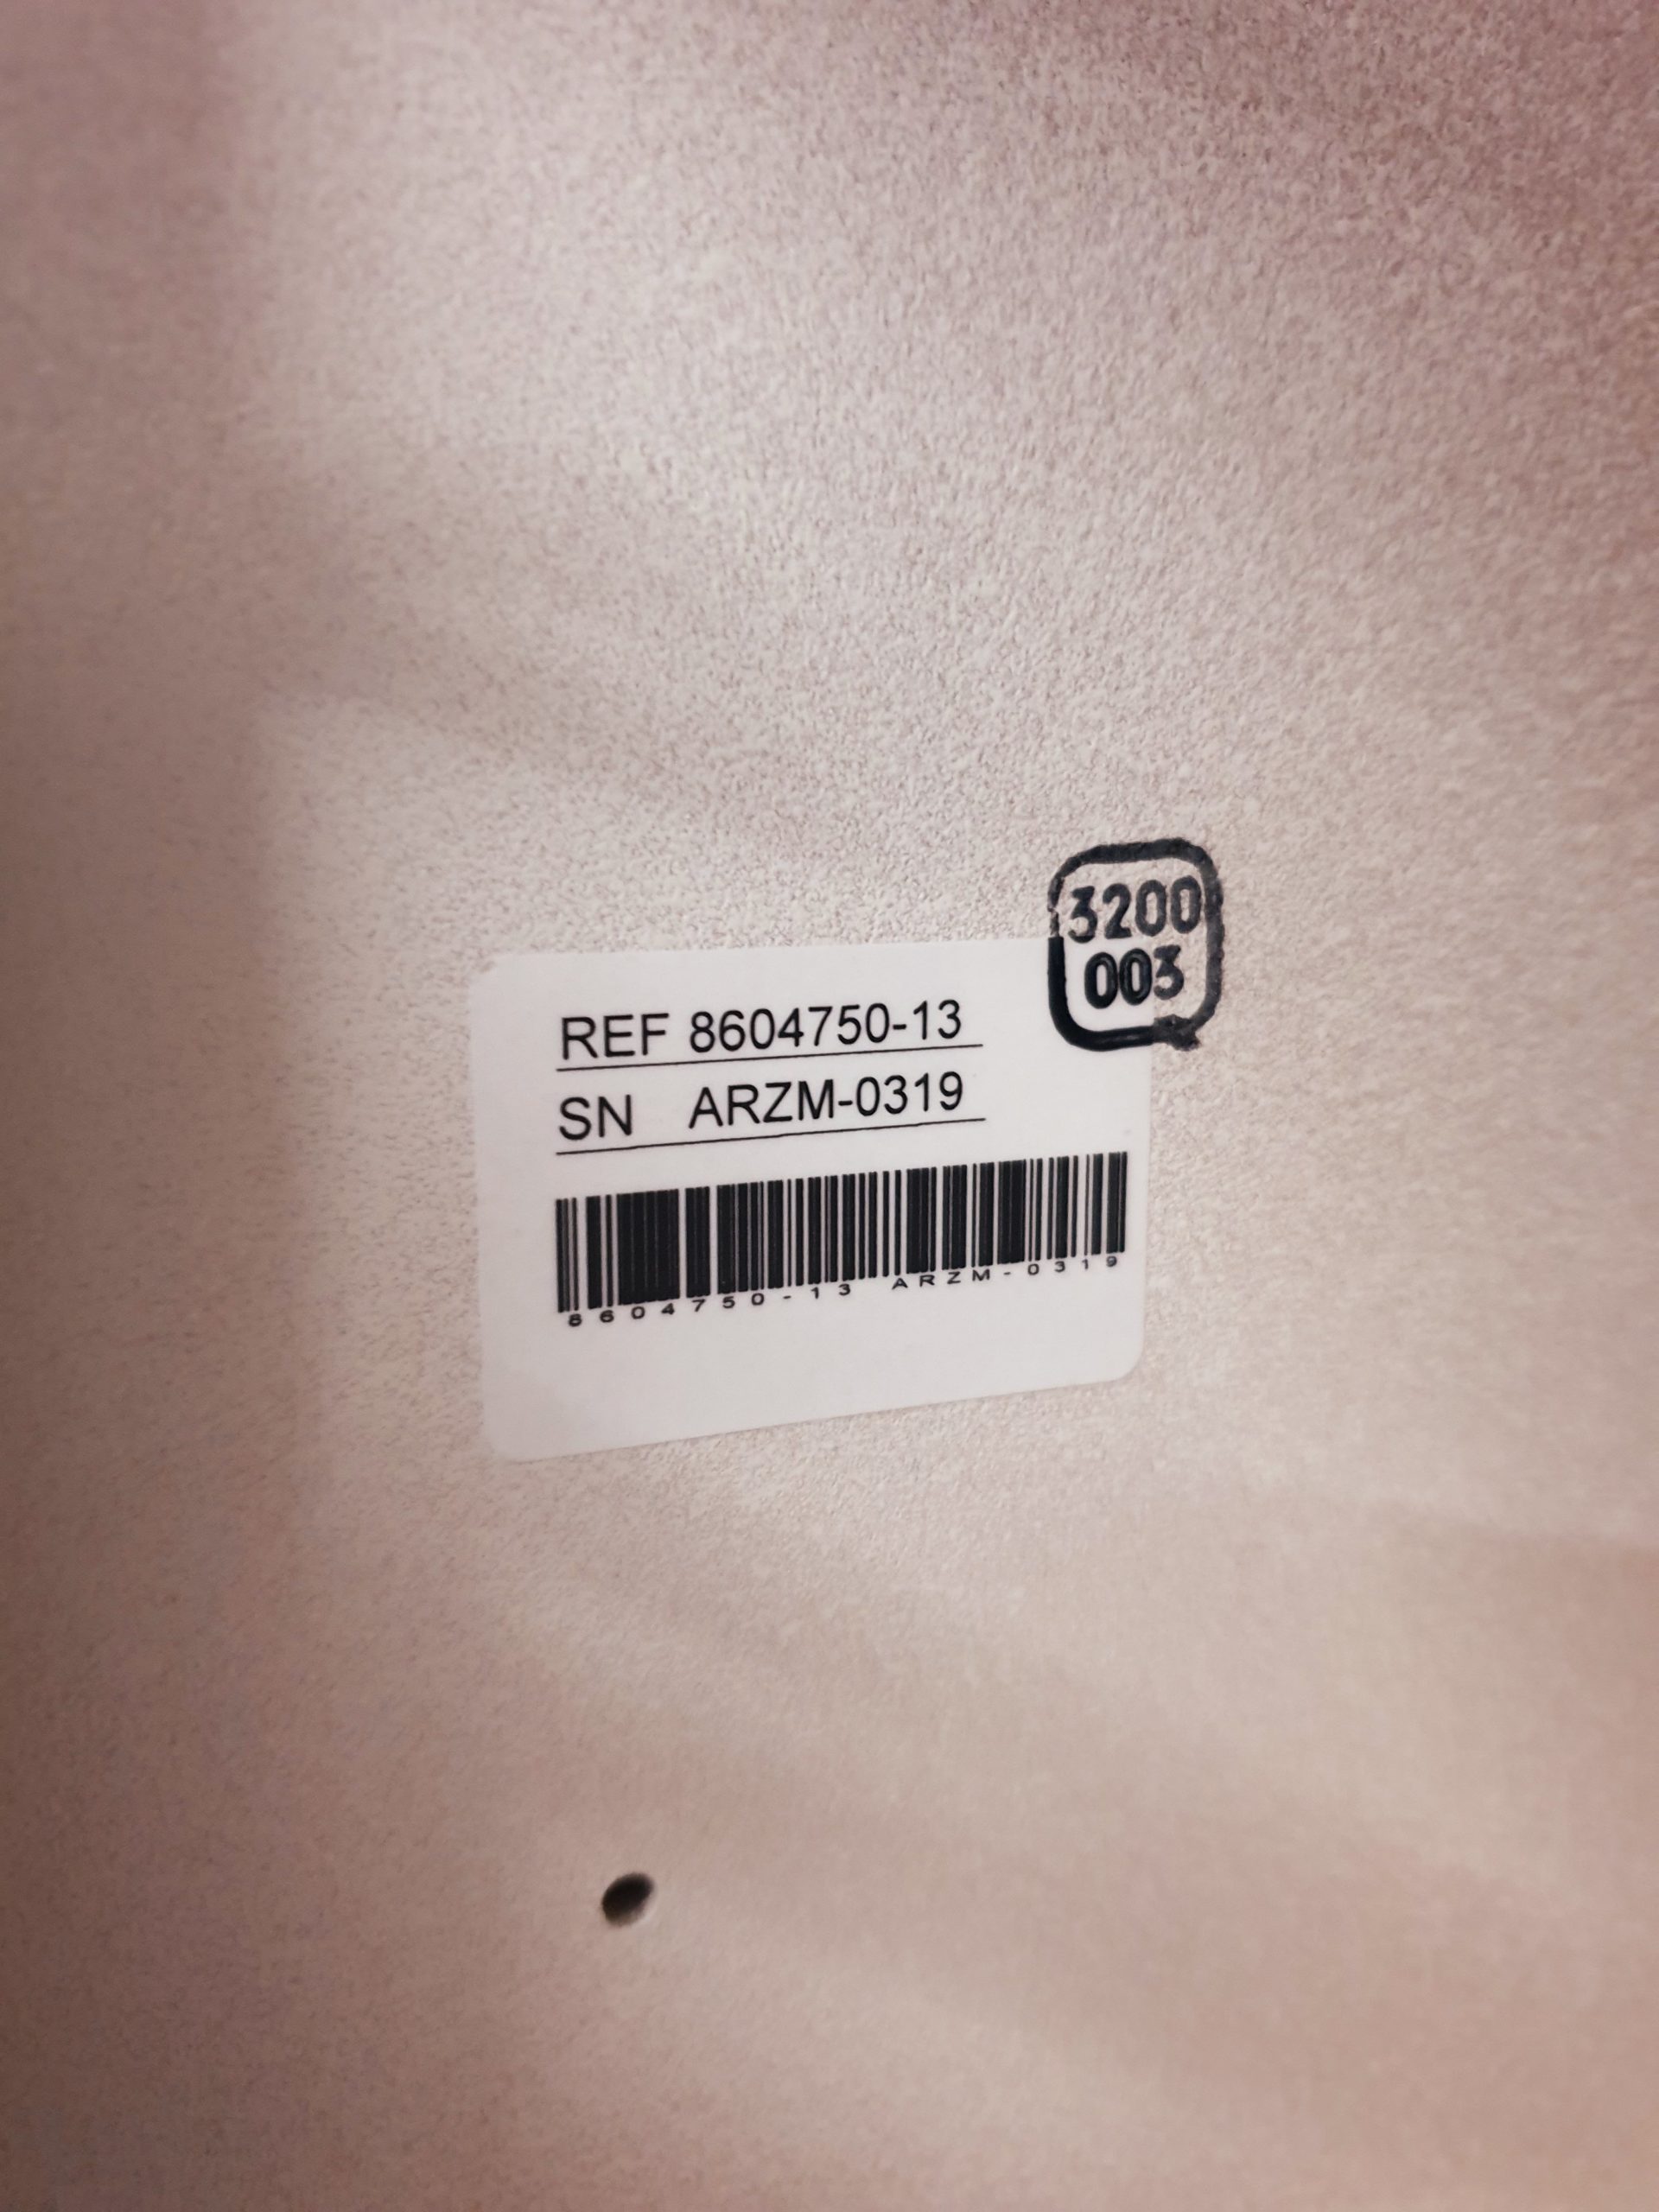 3200
003
REF 8604750-13
SN ARZM-0319
8604750-13 ARZM-0319